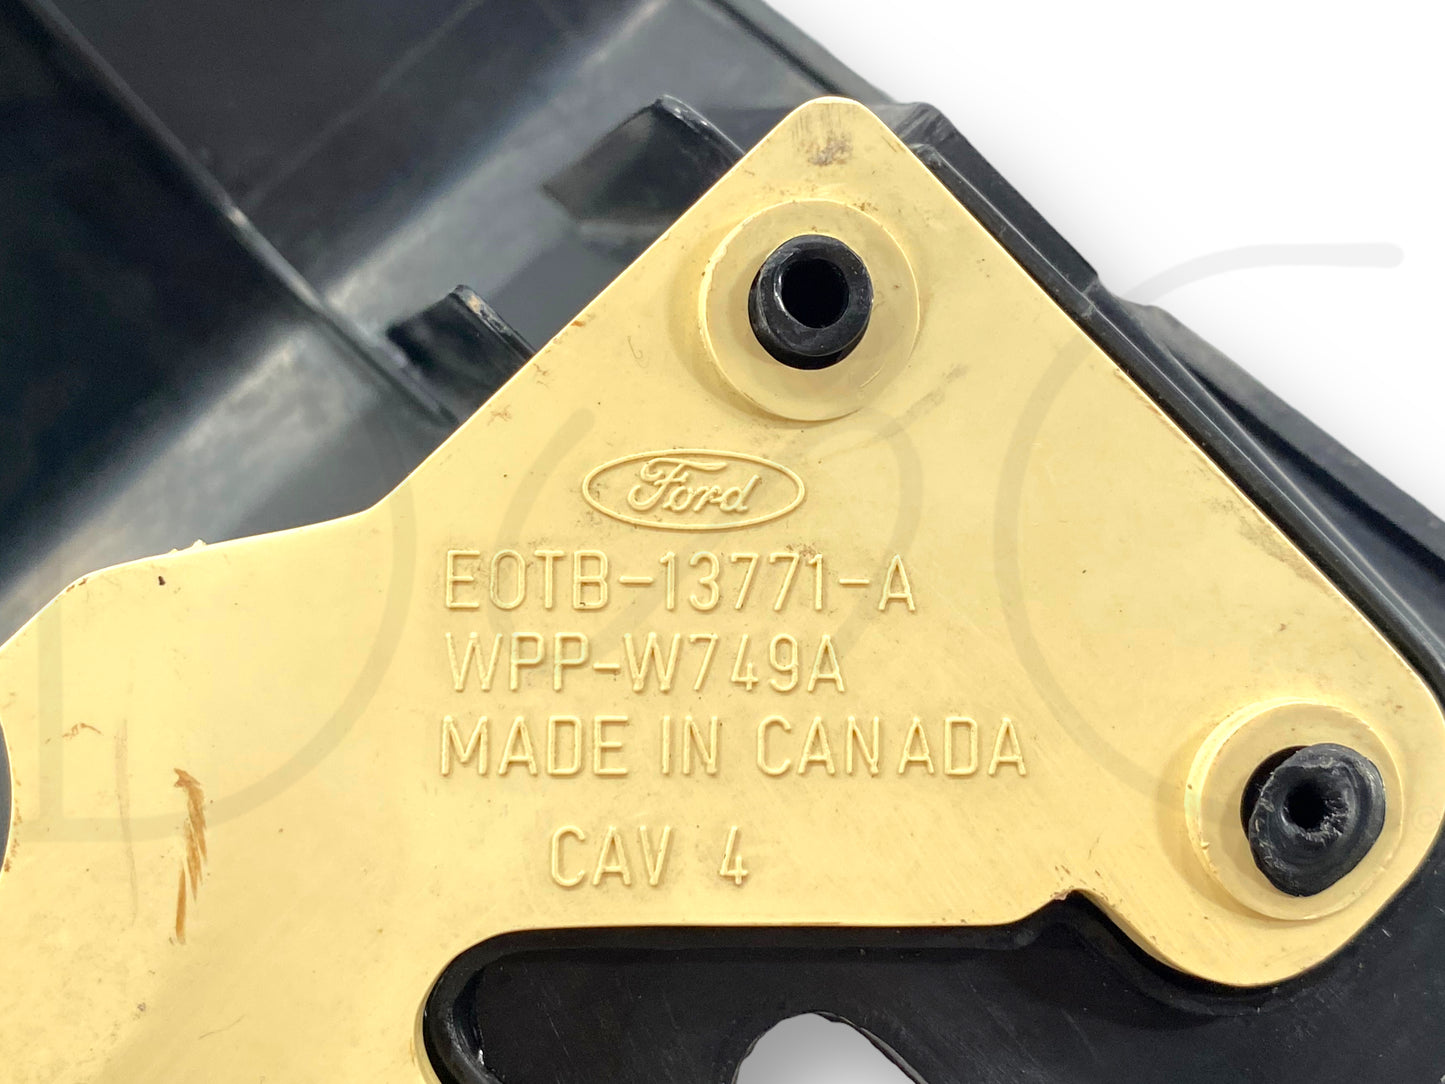 Ford
E0TB-13771-A
WPP-W749A
MADE IN CANADA
CAV 4